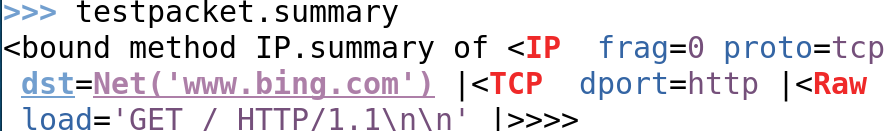 >>> testpacket.summary
<bound method IP.summary of <IP  frag=0 proto=tcp
 dst=Net('www.bing.com') |<TCP  dport=http |<Raw
 load='GET / HTTP/1.1\n\n' |>>>>